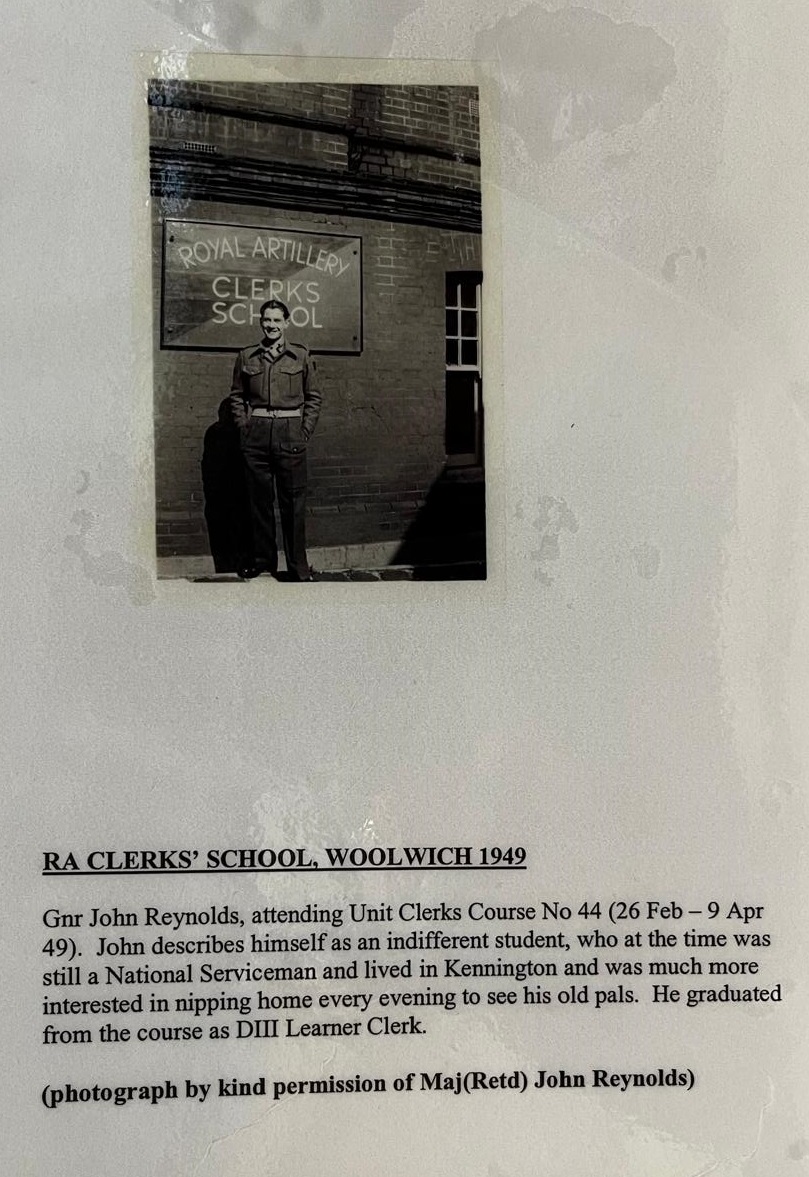 ROYAL ARTILLERY
CLERKS
SCHOOL
RA CLERKS' SCHOOL, WOOLWICH 1949
Gnr John Reynolds, attending Unit Clerks Course No 44 (26 Feb – 9 Apr
49). John describes himself as an indifferent student, who at the time was
still a National Serviceman and lived in Kennington and was much more
interested in nipping home every evening to see his old pals. He graduated
from the course as DIII Learner Clerk.
(photograph by kind permission of Maj(Retd) John Reynolds)